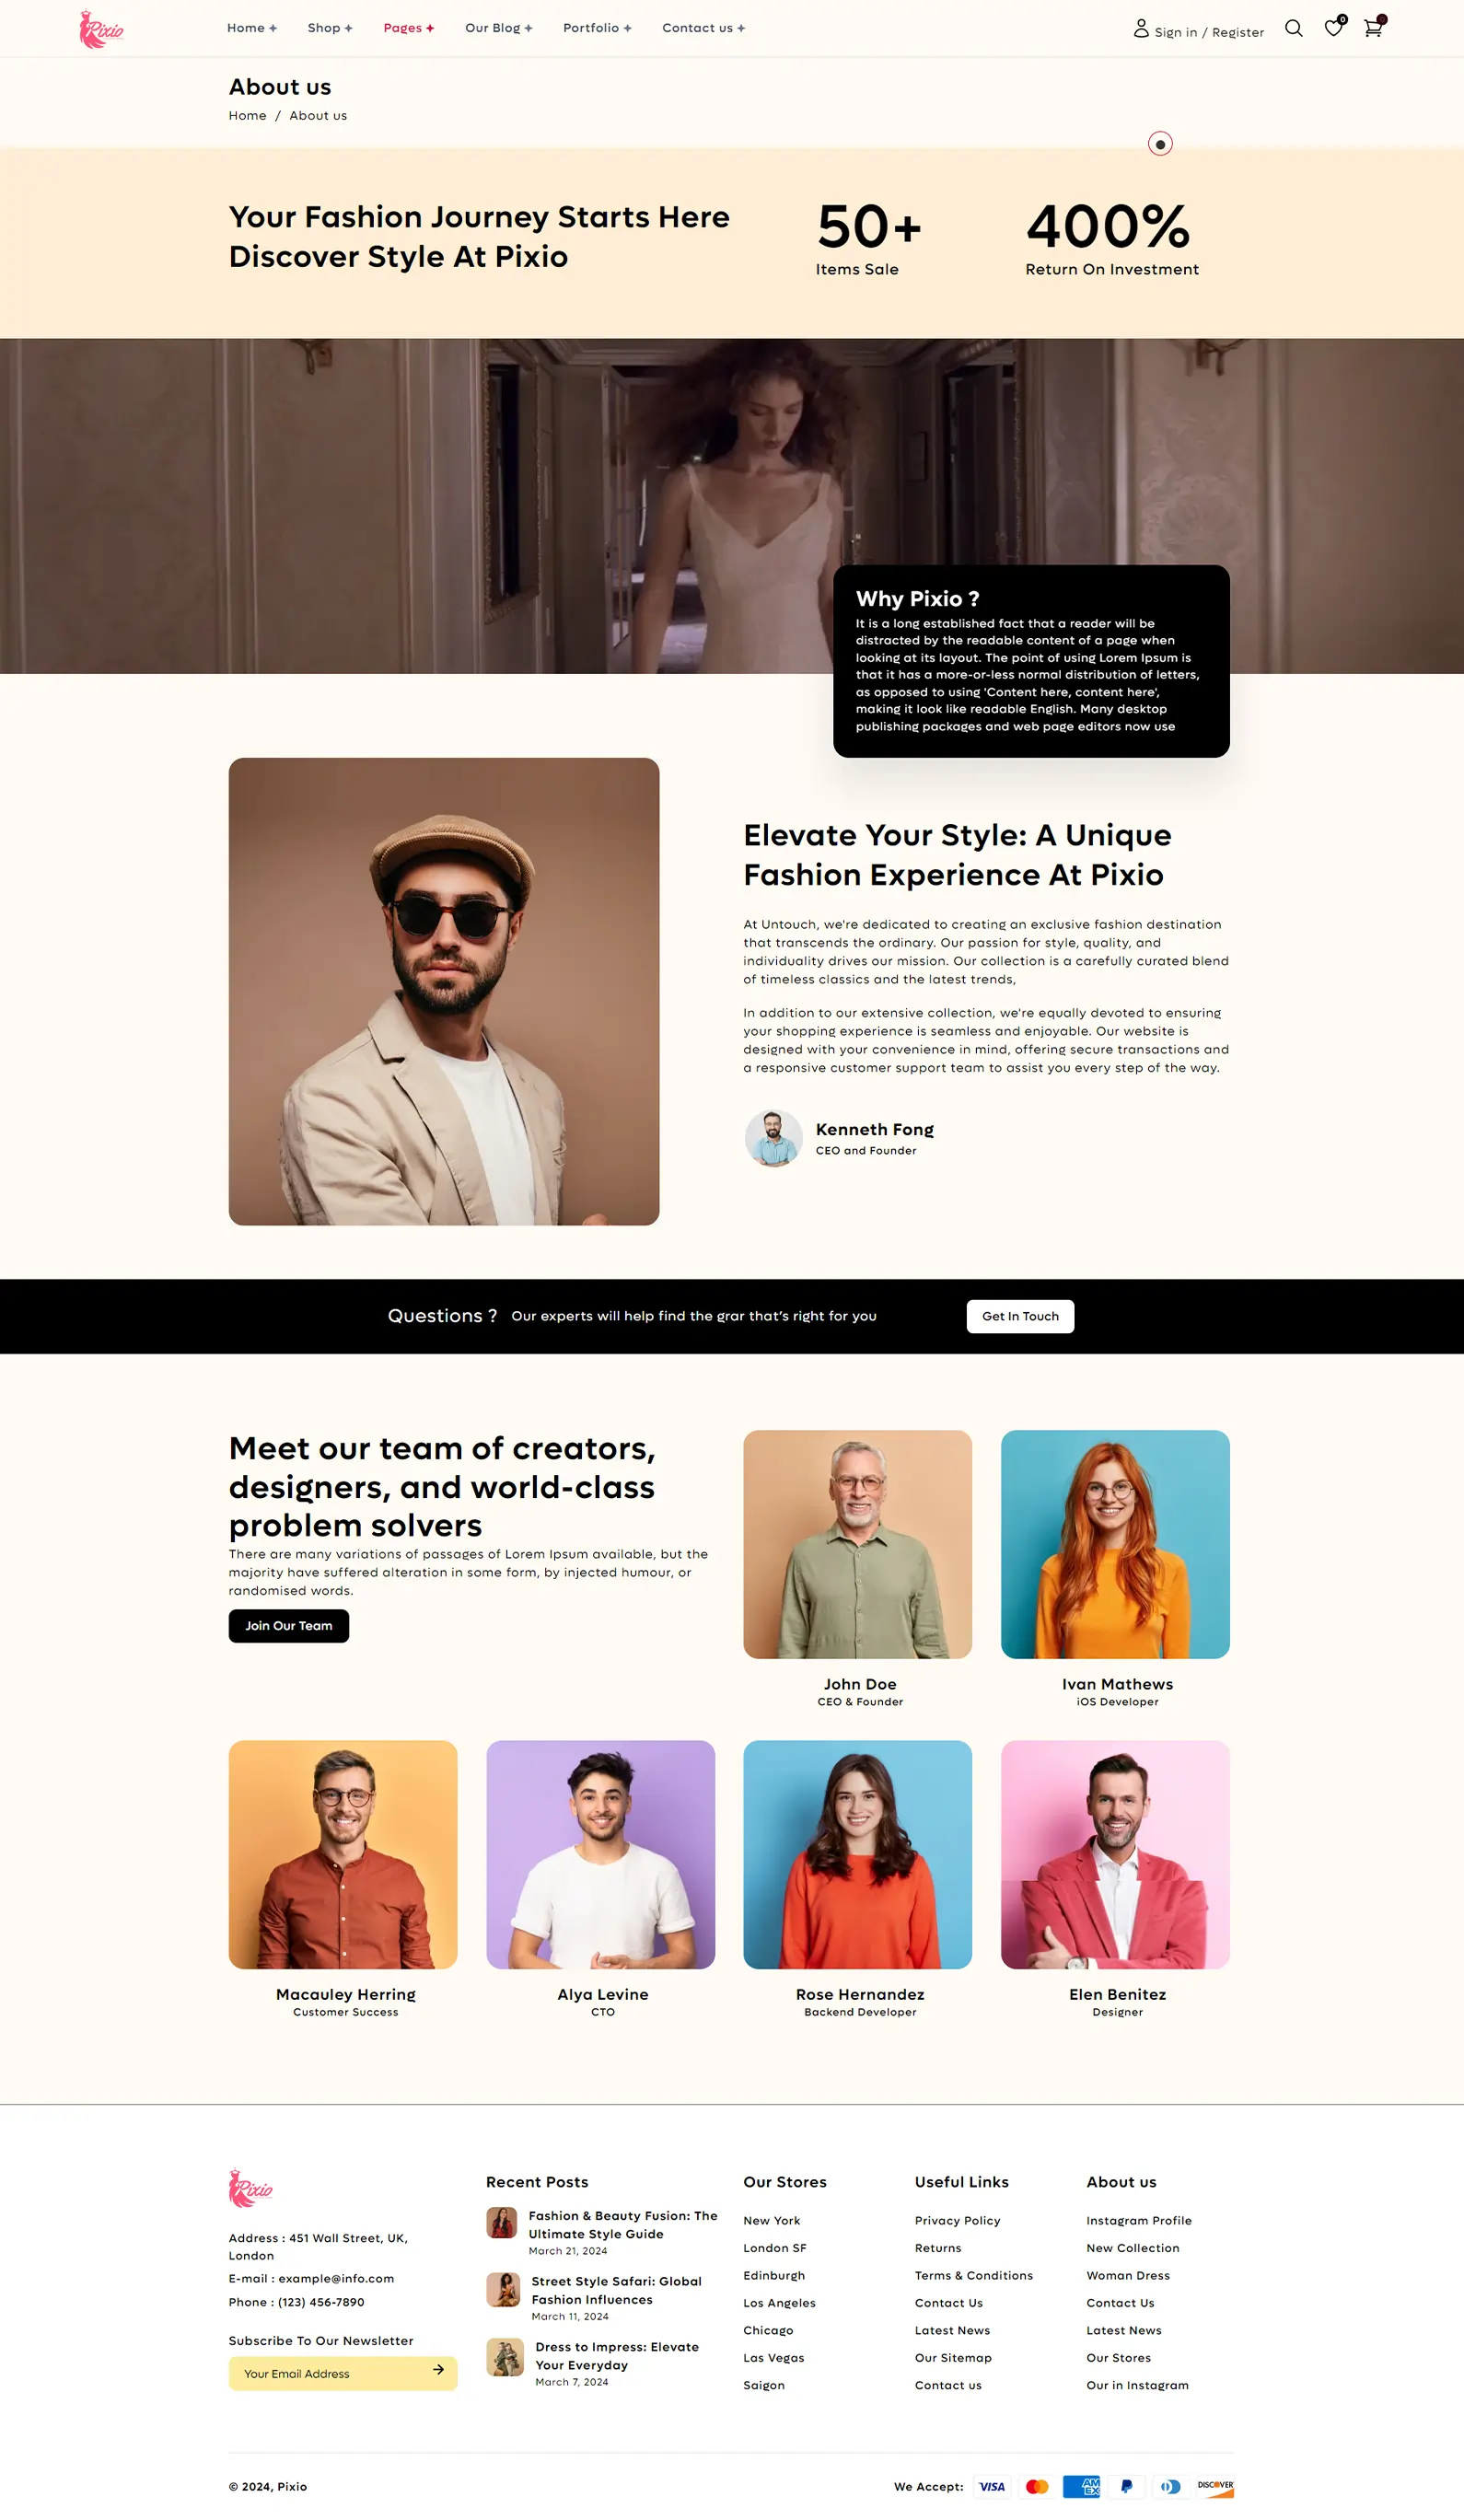 Pixio
Home
Shop
Pages
Our Blog
Portfolio
Contact us
Sign in / Register
0
0
About us
Home / About us
Your Fashion Journey Starts Here
Discover Style At Pixio
50+
Items Sale
400%
Return On Investment
Why Pixio ?
It is a long established fact that a reader will be
distracted by the readable content of a page when
looking at its layout. The point of using Lorem Ipsum is
that it has a more-or-less normal distribution of letters,
as opposed to using 'Content here, content here',
making it look like readable English. Many desktop
publishing packages and web page editors now use
Elevate Your Style: A Unique
Fashion Experience At Pixio
At Untouch, we're dedicated to creating an exclusive fashion destination
that transcends the ordinary. Our passion for style, quality, and
individuality drives our mission. Our collection is a carefully curated blend
of timeless classics and the latest trends,
In addition to our extensive collection, we're equally devoted to ensuring
your shopping experience is seamless and enjoyable. Our website is
designed with your convenience in mind, offering secure transactions and
a responsive customer support team to assist you every step of the way.
Kenneth Fong
CEO and Founder
Questions ?
Our experts will help find the grar that's right for you
Get In Touch
Meet our team of creators,
designers, and world-class
problem solvers
There are many variations of passages of Lorem Ipsum available, but the
majority have suffered alteration in some form, by injected humour, or
randomised words.
Join Our Team
John Doe
CEO & Founder
Ivan Mathews
iOS Developer
Macauley Herring
Customer Success
Alya Levine
CTO
Rose Hernandez
Backend Developer
Elen Benitez
Designer
Pixio
Address : 451 Wall Street, UK,
London
E-mail : example@info.com
Phone : (123) 456-7890
Subscribe To Our Newsletter
Your Email Address
Recent Posts
Fashion & Beauty Fusion: The
Ultimate Style Guide
March 21, 2024
Street Style Safari: Global
Fashion Influences
March 11, 2024
Dress to Impress: Elevate
Your Everyday
March 7, 2024
Our Stores
New York
London SF
Edinburgh
Los Angeles
Chicago
Las Vegas
Saigon
Useful Links
Privacy Policy
Returns
Terms & Conditions
Contact Us
Latest News
Our Sitemap
Contact us
About us
Instagram Profile
New Collection
Woman Dress
Contact Us
Latest News
Our Stores
Our in Instagram
© 2024, Pixio
We Accept:
VISA
AM
EX
DISCOVER